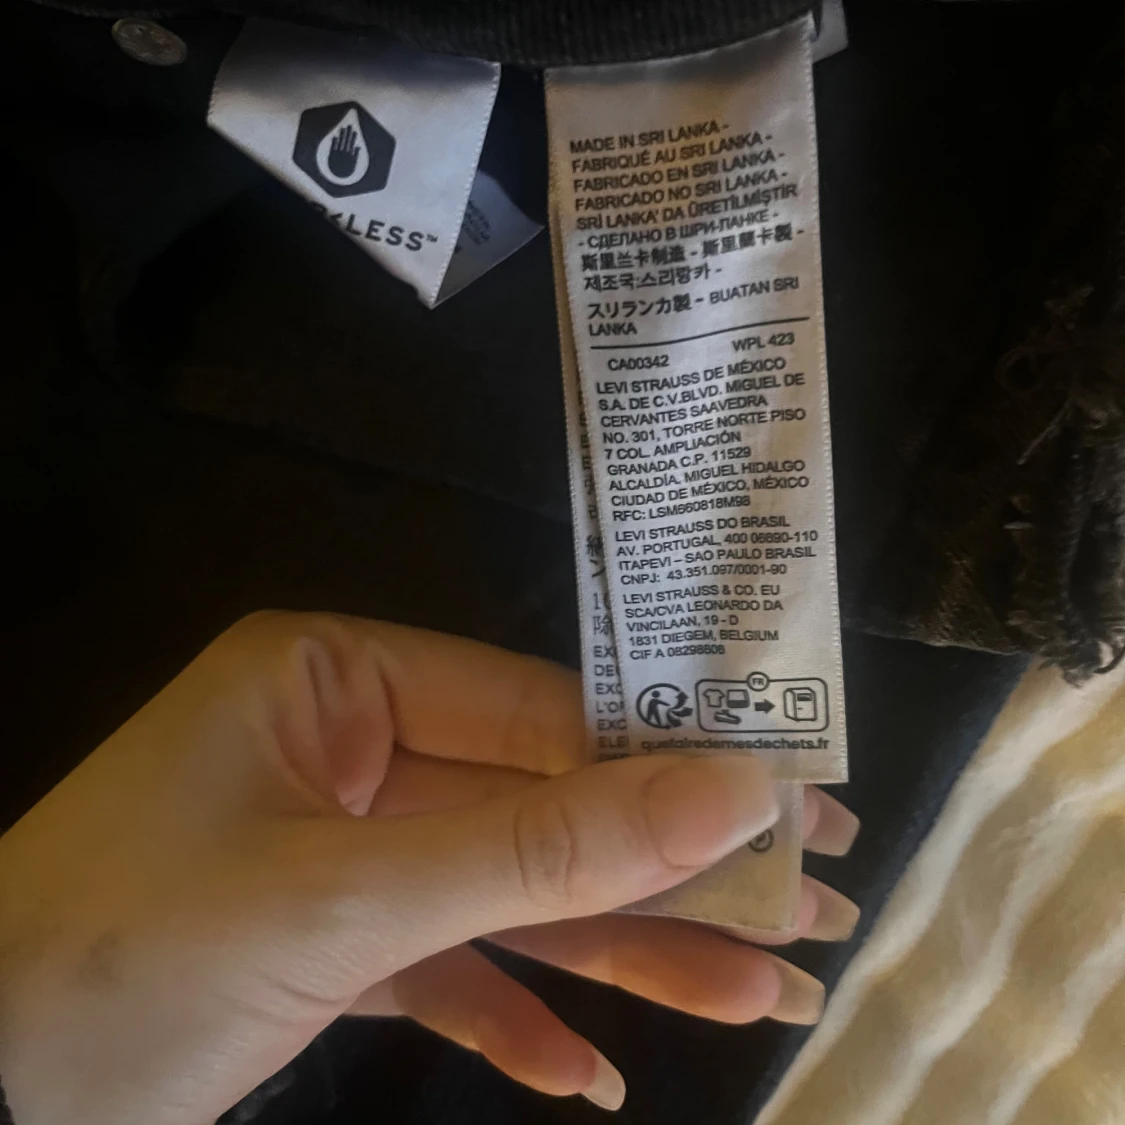 LESS™
MADE IN SRI LANKA -
FABRIQUÉ AU SRI LANKA -
FABRICADO EN SRI LANKA -
FABRICADO NO SRI LANKA -
SRİ LANKA' DA ÜRETİLMİŞTİR
- СДЕЛАНО В ШРИ-ЛАНКЕ -
斯里兰卡制造 - 斯里蘭卡製 -
제조국:스리랑카 -
スリランカ製 - BUATAN SRI
LANKA
CA00342 WPL 423
LEVI STRAUSS DE MÉXICO
S.A. DE C.V.BLVD. MIGUEL DE
CERVANTES SAAVEDRA
NO. 301, TORRE NORTE PISO
7 COL. AMPLIACIÓN
GRANADA C.P. 11529
ALCALDÍA. MIGUEL HIDALGO
CIUDAD DE MÉXICO, MÉXICO
RFC: LSM660818M98
LEVI STRAUSS DO BRASIL
AV. PORTUGAL, 400 06690-110
ITAPEVI – SAO PAULO BRASIL
CNPJ: 43.351.097/0001-90
LEVI STRAUSS & CO. EU
SCA/CVA LEONARDO DA
VINCILAAN, 19 - D
1831 DIEGEM, BELGIUM
CIF A 08298608
FR
quefairedemesdechets.fr